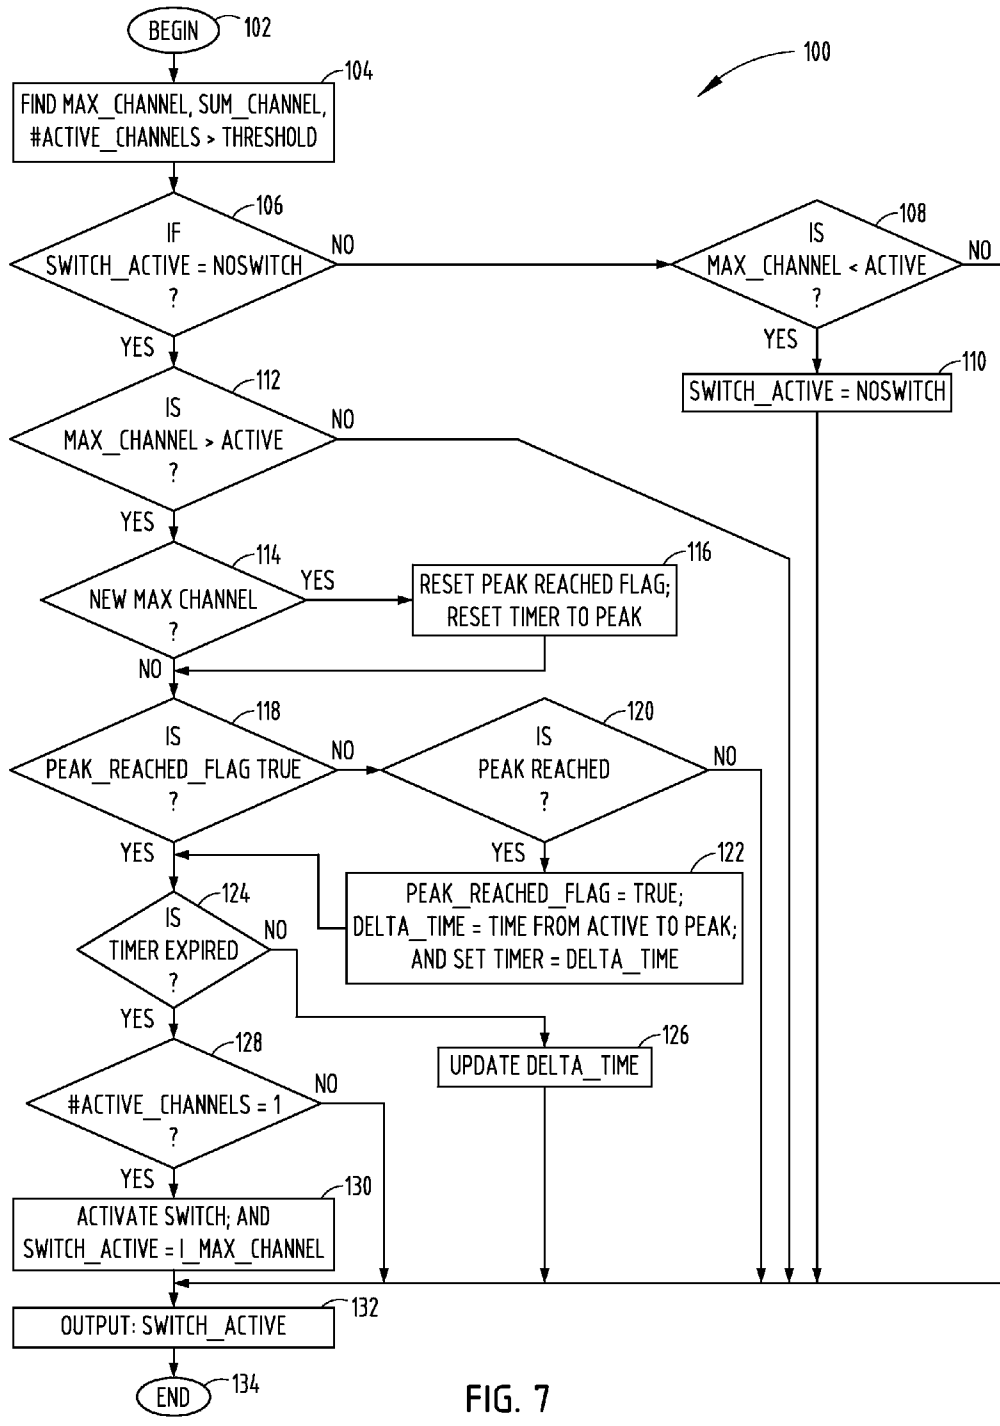 BEGIN
102
100
104
FIND MAX_CHANNEL, SUM_CHANNEL,
#ACTIVE_CHANNELS > THRESHOLD
106
IF
SWITCH_ACTIVE = NOSWITCH
?
NO
YES
108
IS
MAX_CHANNEL < ACTIVE
?
NO
YES
110
SWITCH_ACTIVE = NOSWITCH
112
IS
MAX_CHANNEL > ACTIVE
?
NO
YES
114
NEW MAX CHANNEL
?
YES
NO
116
RESET PEAK REACHED FLAG;
RESET TIMER TO PEAK
118
IS
PEAK_REACHED_FLAG TRUE
?
NO
YES
120
IS
PEAK REACHED
?
NO
YES
122
PEAK_REACHED_FLAG = TRUE;
DELTA_TIME = TIME FROM ACTIVE TO PEAK;
AND SET TIMER = DELTA_TIME
124
IS
TIMER EXPIRED
?
NO
YES
126
UPDATE DELTA_TIME
128
#ACTIVE_CHANNELS = 1
?
NO
YES
130
ACTIVATE SWITCH; AND
SWITCH_ACTIVE = I_MAX_CHANNEL
132
OUTPUT: SWITCH_ACTIVE
END
134
FIG. 7